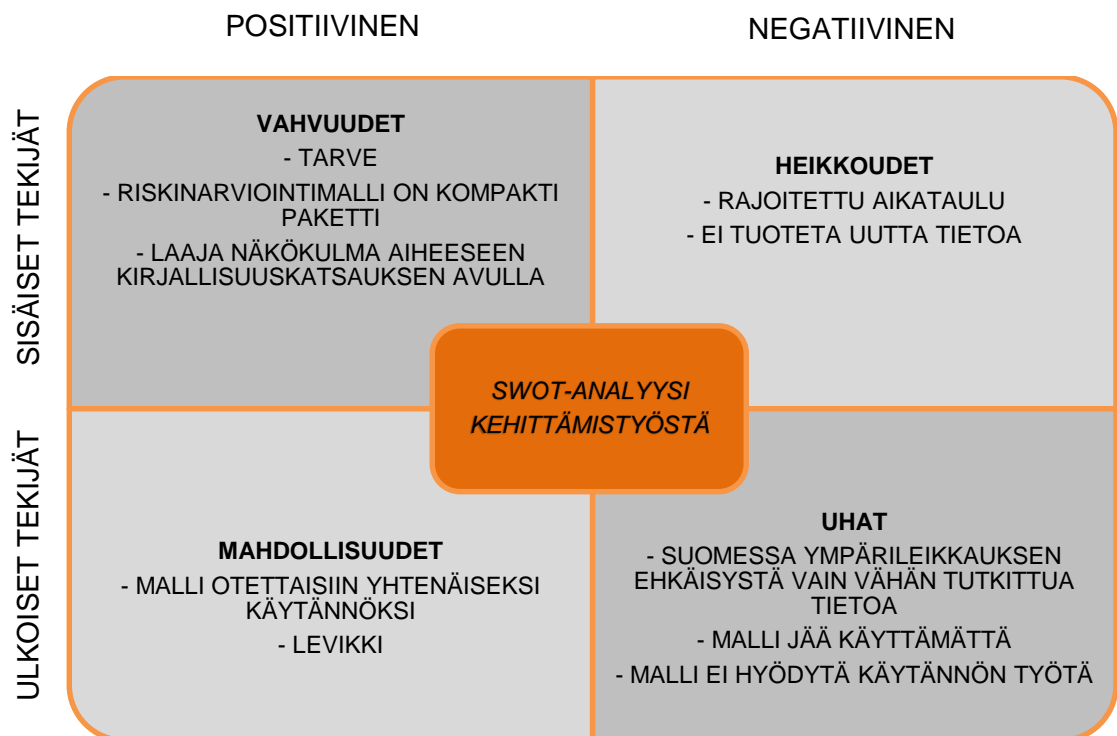 POSITIIVINEN
NEGATIIVINEN
SISÄISET TEKIJÄT
VAHVUUDET
- TARVE
- RISKINARVIOINTIMALLI ON KOMPAKTI
PAKETTI
- LAAJA NÄKÖKULMA AIHEESEEN
KIRJALLISUUSKATSAUKSEN AVULLA
HEIKKOUDET
- RAJOITETTU AIKATAULU
- EI TUOTETA UUTTA TIETOA
SWOT-ANALYYSI
KEHITTÄMISTYÖSTÄ
ULKOISET TEKIJÄT
MAHDOLLISUUDET
- MALLI OTETTAISIIN YHTENÄISEKSI
KÄYTÄNNÖKSI
- LEVIKKI
UHAT
- SUOMESSA YMPÄRILEIKKAUKSEN
EHKÄISYSTÄ VAIN VÄHÄN TUTKITTUA
TIETOA
- MALLI JÄÄ KÄYTTÄMÄTTÄ
- MALLI EI HYÖDYTÄ KÄYTÄNNÖN TYÖTÄ